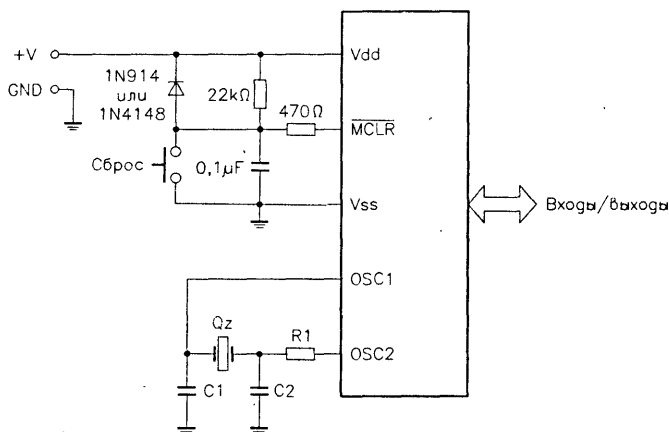 +V
GND
1N914
или
1N4148
22kΩ
470Ω
Сброс
0,1μF
Vdd
MCLR
Vss
OSC1
OSC2
Входы/выходы
Qz
R1
C1
C2